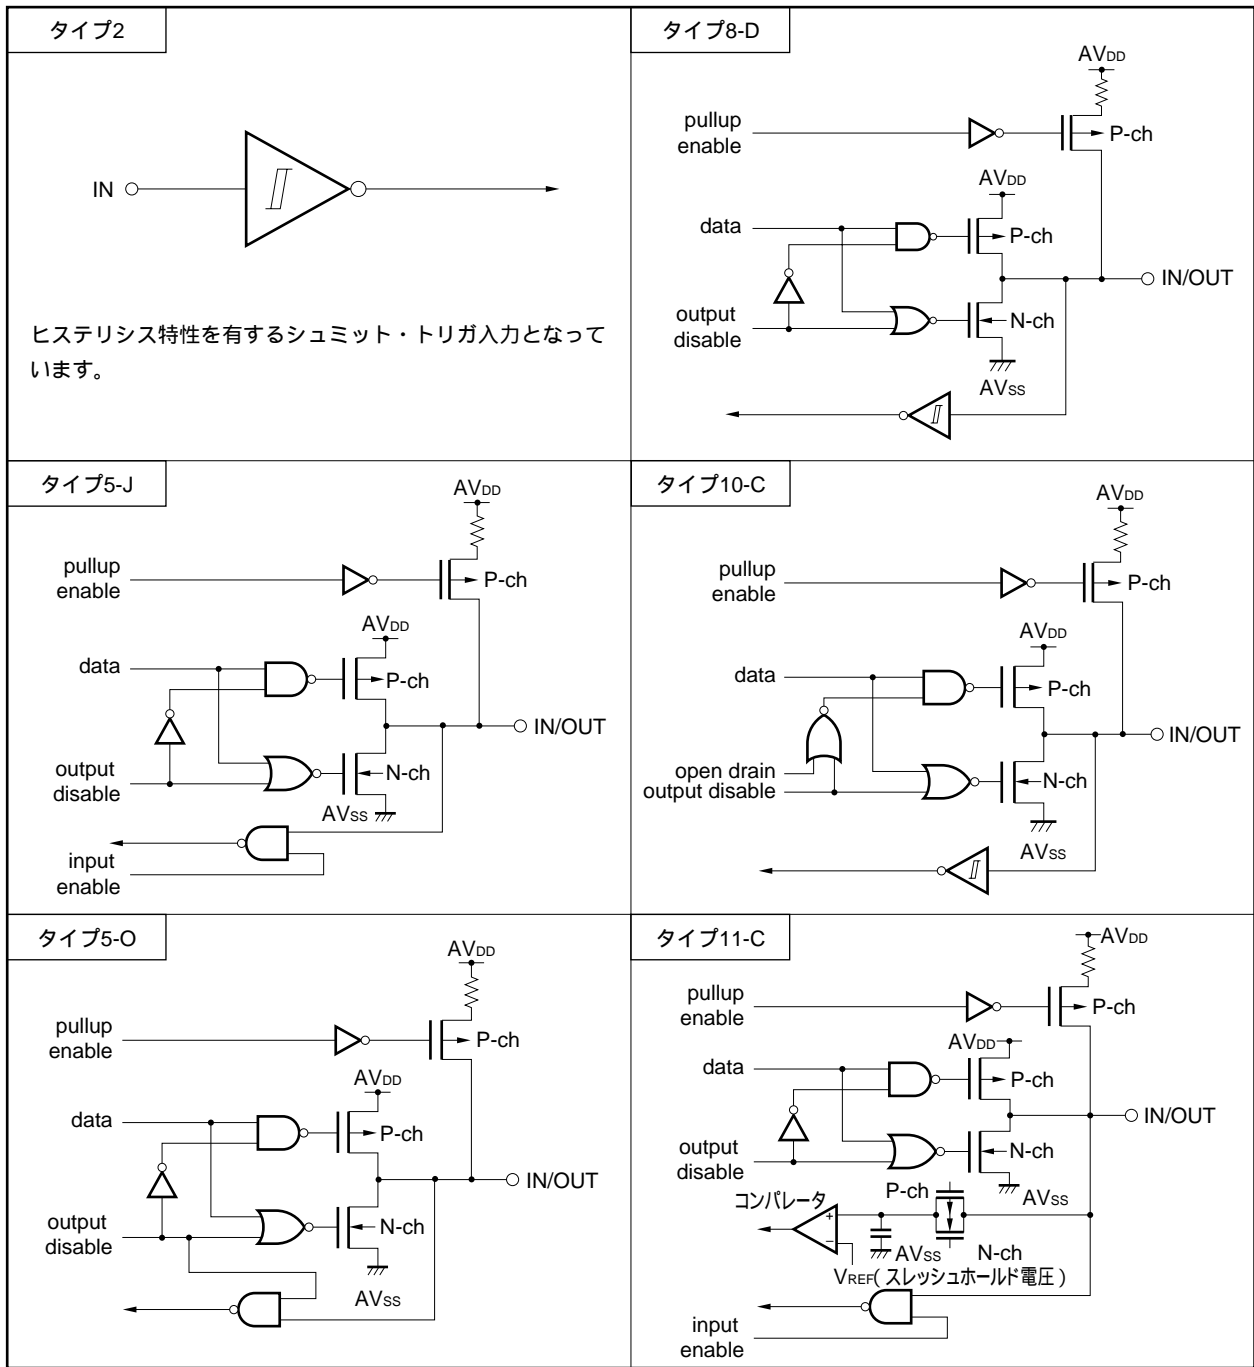 タイプ2
IN
ヒステリシス特性を有するシュミット・トリガ入力となって
います。
タイプ8-D
AVDD
pullup
enable
P-ch
AVDD
data
P-ch
IN/OUT
output
disable
N-ch
AVSS
タイプ5-J
AVDD
pullup
enable
P-ch
AVDD
data
P-ch
IN/OUT
output
disable
N-ch
AVSS
input
enable
タイプ10-C
AVDD
pullup
enable
P-ch
AVDD
data
P-ch
IN/OUT
open drain
output disable
N-ch
AVSS
タイプ5-O
AVDD
pullup
enable
P-ch
AVDD
data
P-ch
IN/OUT
output
disable
N-ch
AVSS
タイプ11-C
AVDD
pullup
enable
P-ch
AVDD
data
P-ch
IN/OUT
output
disable
N-ch
P-ch
AVSS
コンパレータ
+
−
AVSS
N-ch
VREF(スレッシュホールド電圧)
input
enable